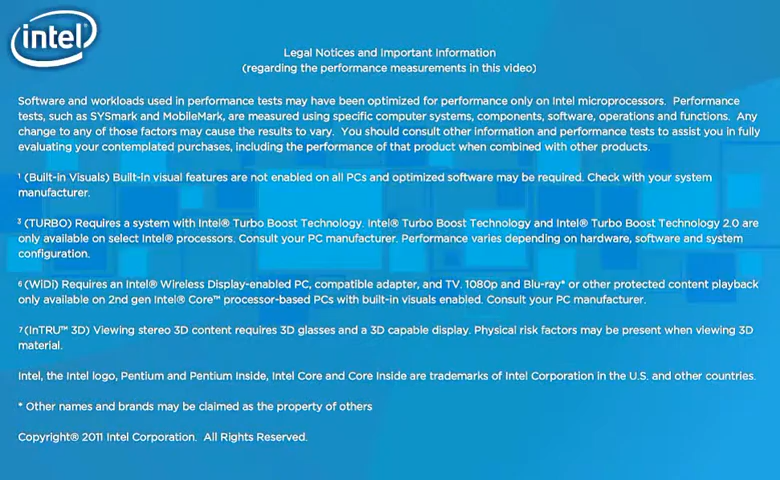 intel
Legal Notices and Important Information
(regarding the performance measurements in this video)
Software and workloads used in performance tests may have been optimized for performance only on Intel microprocessors. Performance
tests, such as SYSmark and MobileMark, are measured using specific computer systems, components, software, operations and functions. Any
change to any of those factors may cause the results to vary. You should consult other information and performance tests to assist you in fully
evaluating your contemplated purchases, including the performance of that product when combined with other products.
¹ (Built-in Visuals) Built-in visual features are not enabled on all PCs and optimized software may be required. Check with your system
manufacturer.
³ (TURBO) Requires a system with Intel® Turbo Boost Technology. Intel® Turbo Boost Technology and Intel® Turbo Boost Technology 2.0 are
only available on select Intel® processors. Consult your PC manufacturer. Performance varies depending on hardware, software and system
configuration.
⁶ (WiDi) Requires an Intel® Wireless Display-enabled PC, compatible adapter, and TV. 1080p and Blu-ray* or other protected content playback
only available on 2nd gen Intel® Core™ processor-based PCs with built-in visuals enabled. Consult your PC manufacturer.
⁷ (InTRU™ 3D) Viewing stereo 3D content requires 3D glasses and a 3D capable display. Physical risk factors may be present when viewing 3D
material.
Intel, the Intel logo, Pentium and Pentium Inside, Intel Core and Core Inside are trademarks of Intel Corporation in the U.S. and other countries.
* Other names and brands may be claimed as the property of others
Copyright® 2011 Intel Corporation. All Rights Reserved.